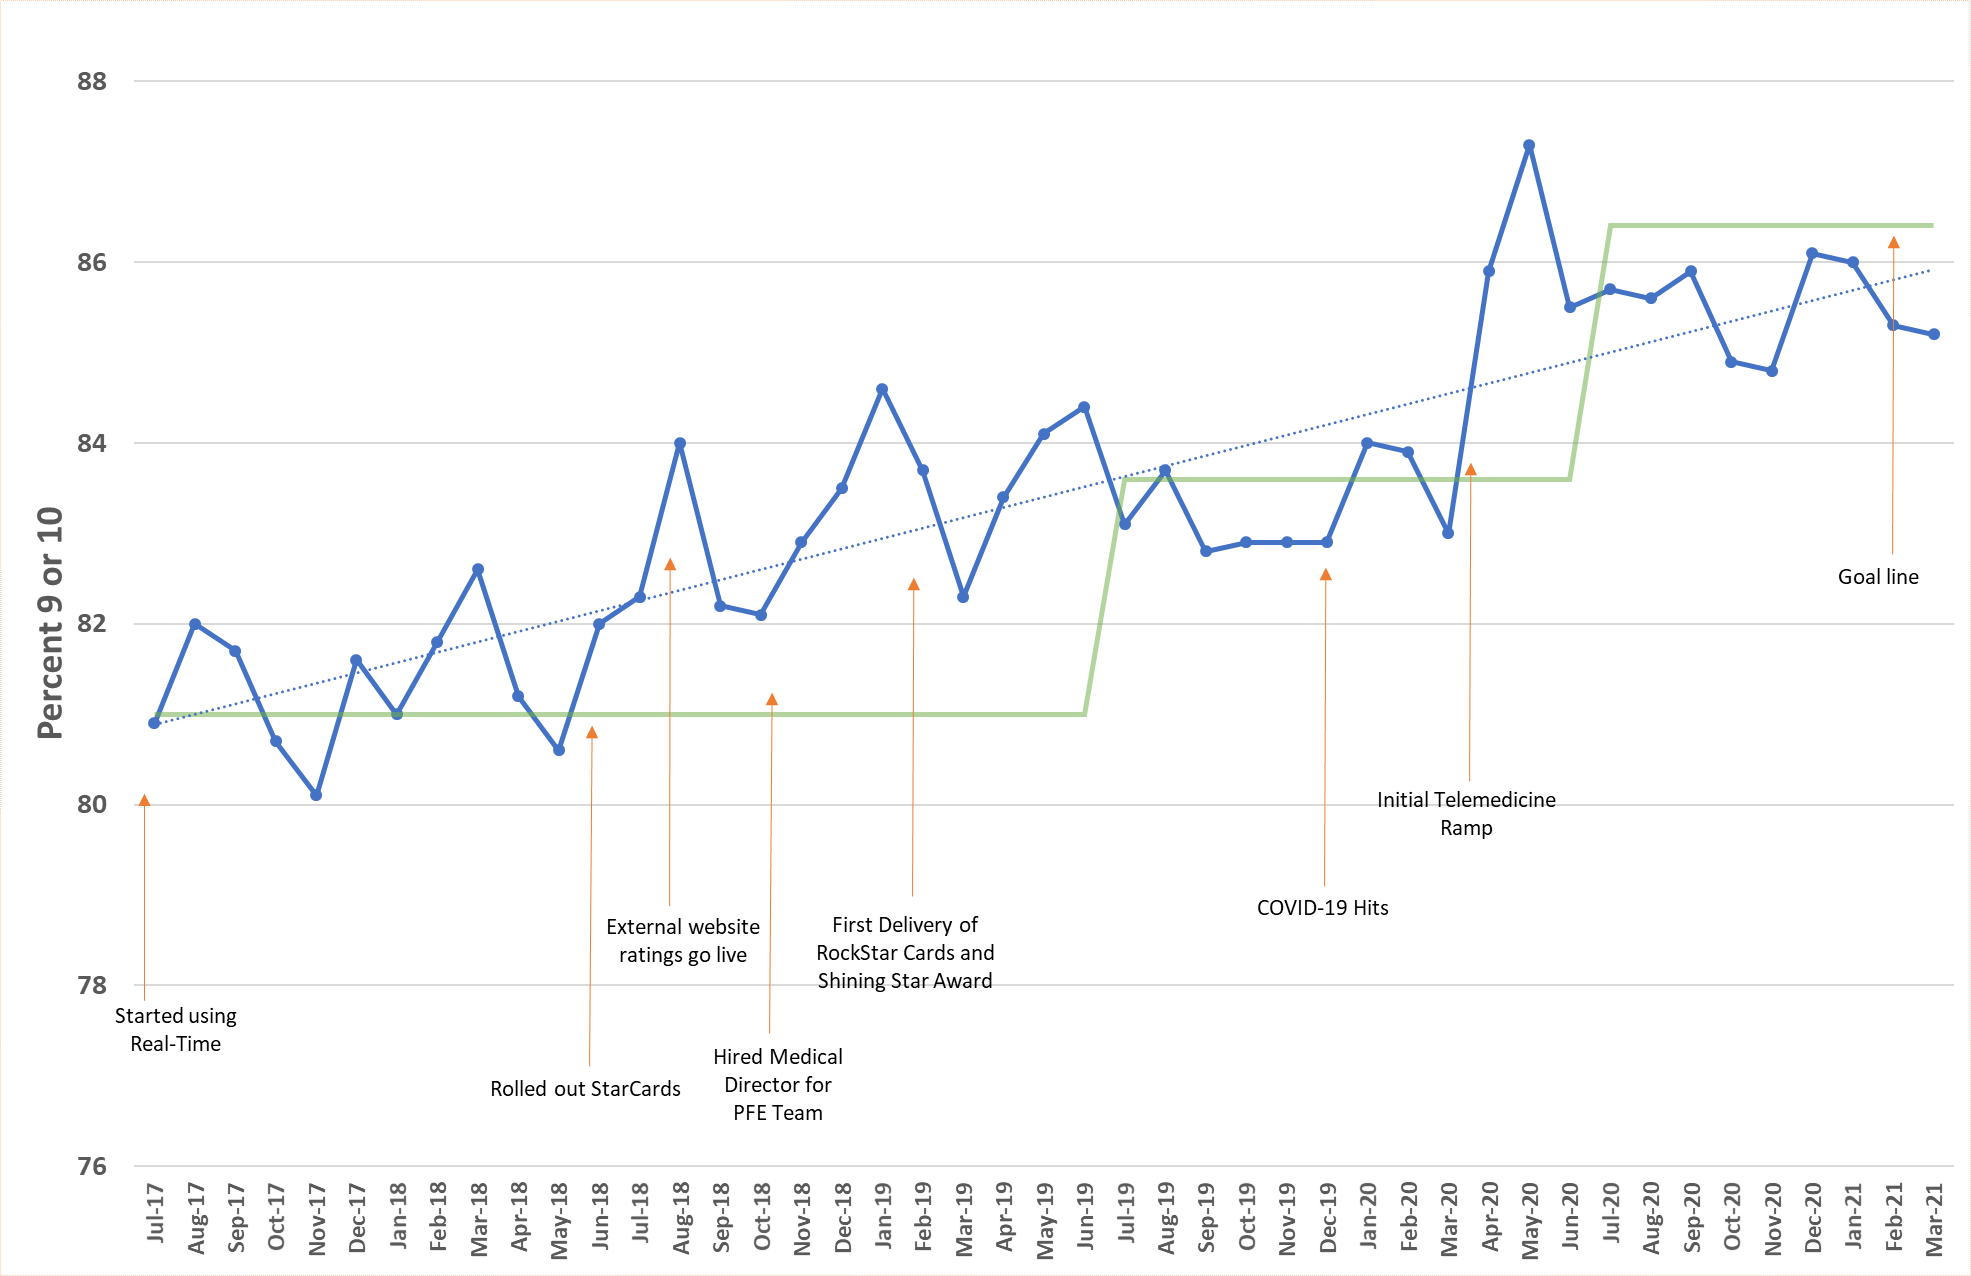 88
86
84
82
80
78
76
Percent 9 or 10
Started using
Real-Time
Rolled out StarCards
External website
ratings go live
Hired Medical
Director for
PFE Team
First Delivery of
RockStar Cards and
Shining Star Award
COVID-19 Hits
Initial Telemedicine
Ramp
Goal line
Jul-17
Aug-17
Sep-17
Oct-17
Nov-17
Dec-17
Jan-18
Feb-18
Mar-18
Apr-18
May-18
Jun-18
Jul-18
Aug-18
Sep-18
Oct-18
Nov-18
Dec-18
Jan-19
Feb-19
Mar-19
Apr-19
May-19
Jun-19
Jul-19
Aug-19
Sep-19
Oct-19
Nov-19
Dec-19
Jan-20
Feb-20
Mar-20
Apr-20
May-20
Jun-20
Jul-20
Aug-20
Sep-20
Oct-20
Nov-20
Dec-20
Jan-21
Feb-21
Mar-21